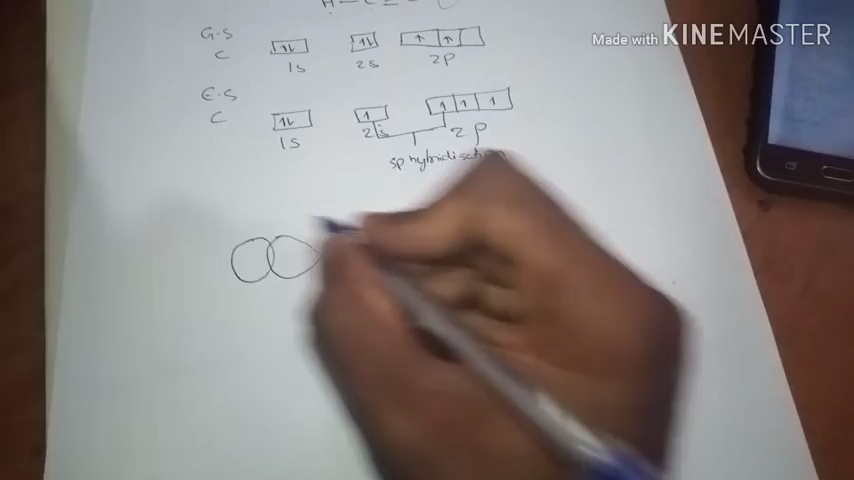 H-C≡
G.S
C ↑↓ ↑↓ ↑ ↑
1s 2s 2p
E.S
C ↑↓ ↑ ↑ ↑ ↑
1s 2s 2p
sp hybridisation
Made with KINEMASTER